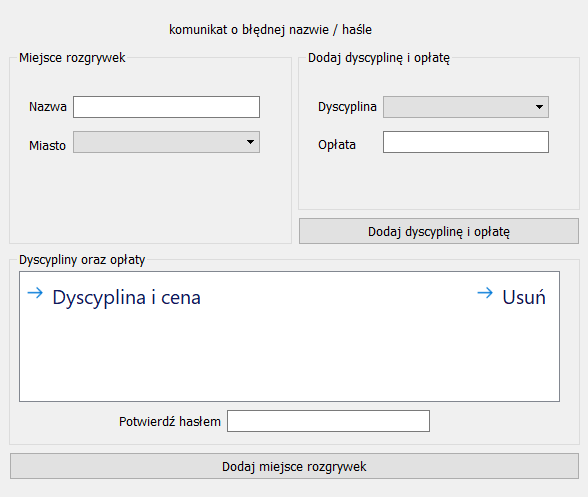 komunikat o błędnej nazwie / haśle
Miejsce rozgrywek
Nazwa
Miasto
Dodaj dyscyplinę i opłatę
Dyscyplina
Opłata
Dodaj dyscyplinę i opłatę
Dyscypliny oraz opłaty
→ Dyscyplina i cena → Usuń
Potwierdź hasłem
Dodaj miejsce rozgrywek